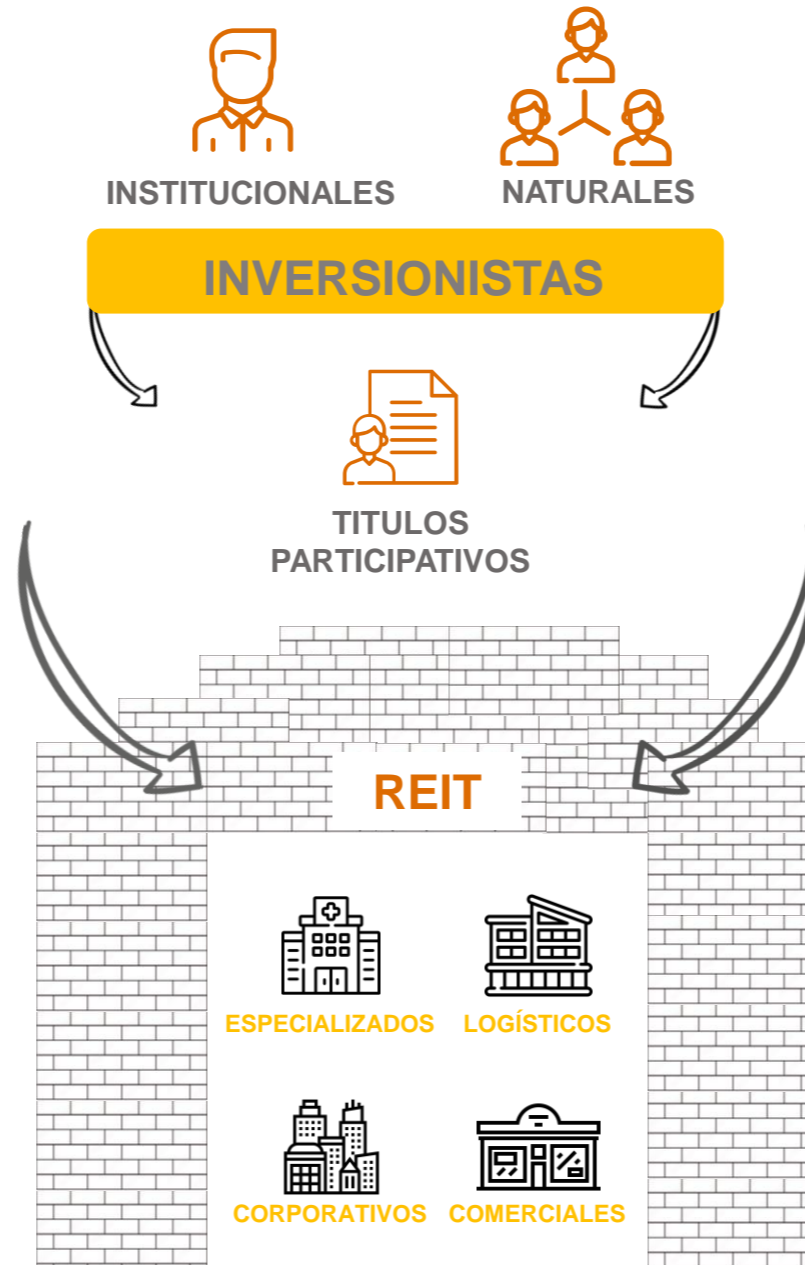 INSTITUCIONALES
NATURALES
INVERSIONISTAS
TITULOS
PARTICIPATIVOS
REIT
ESPECIALIZADOS
LOGÍSTICOS
CORPORATIVOS
COMERCIALES